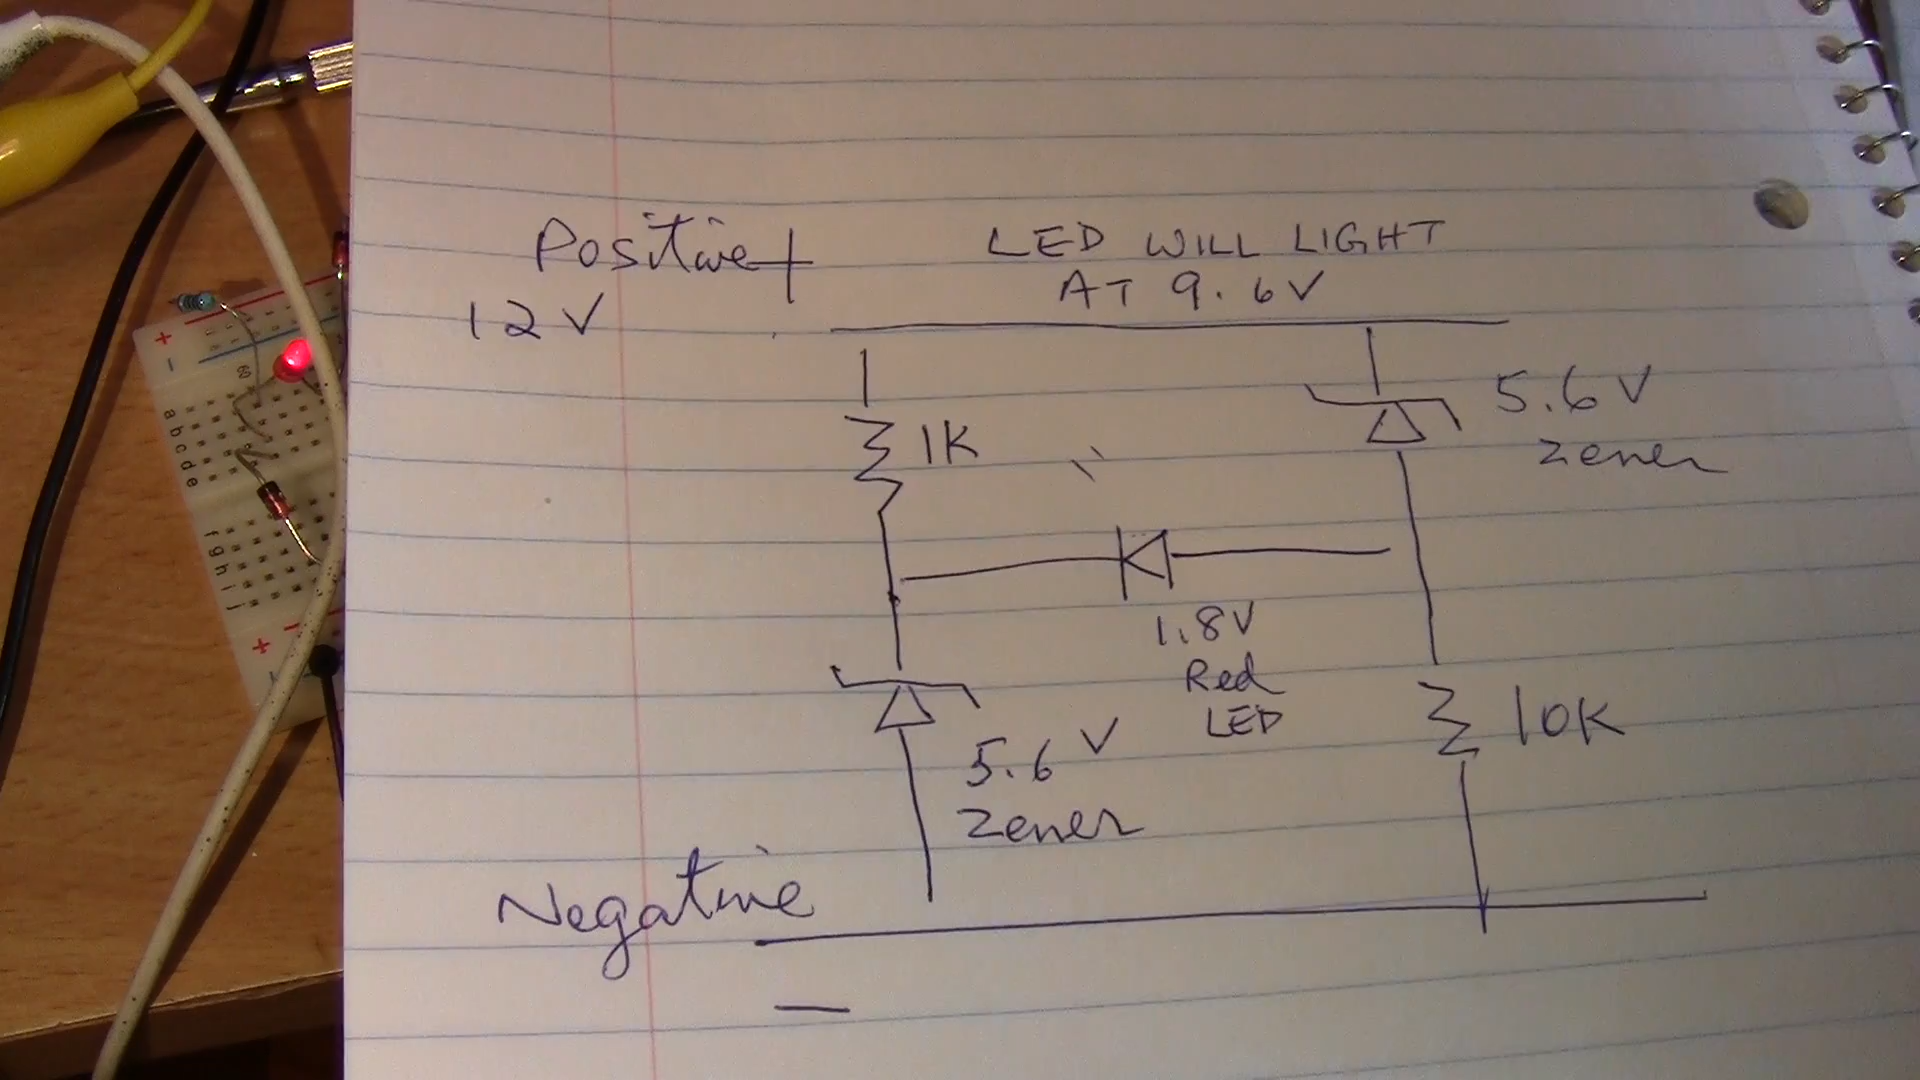 Positive +
12V
LED WILL LIGHT
AT 9.6V
1K
5.6V
Zener
1.8V
Red
LED
5.6V
Zener
10K
Negative
—
+
-
60
a
b
c
d
e
f
g
h
i
j
+
-